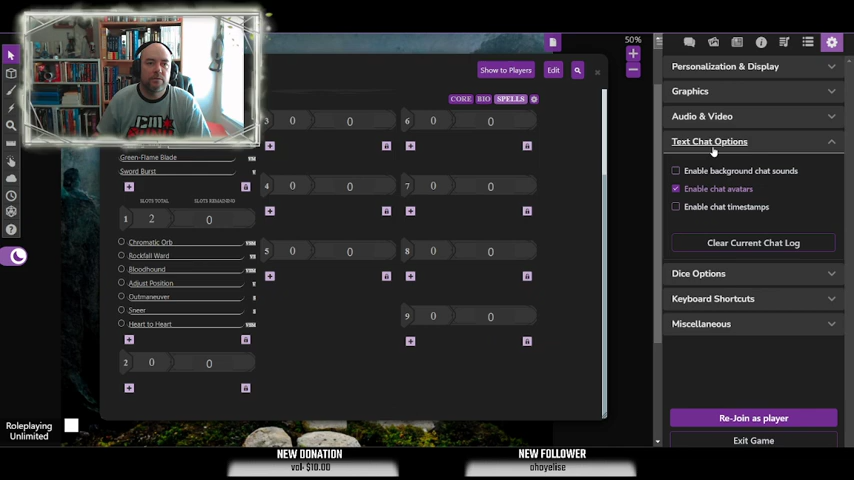 50%
Show to Players
Edit
CORE BIO SPELLS
3 0 0
6 0 0
Green-Flame Blade
Sword Burst
4 0 0
7 0 0
SLOTS TOTAL
1 2 0
Chromatic Orb
Rockfall Ward
Bloodhound
Adjust Position
Outmaneuver
Sneer
Heart to Heart
5 0 0
8 0 0
9 0 0
2 0 0
Personalization & Display
Graphics
Audio & Video
Text Chat Options
Enable background chat sounds
Enable chat avatars
Enable chat timestamps
Clear Current Chat Log
Dice Options
Keyboard Shortcuts
Miscellaneous
Re-Join as player
Exit Game
Roleplaying
Unlimited
NEW DONATION
vol- $10.00
NEW FOLLOWER
ohoyelise